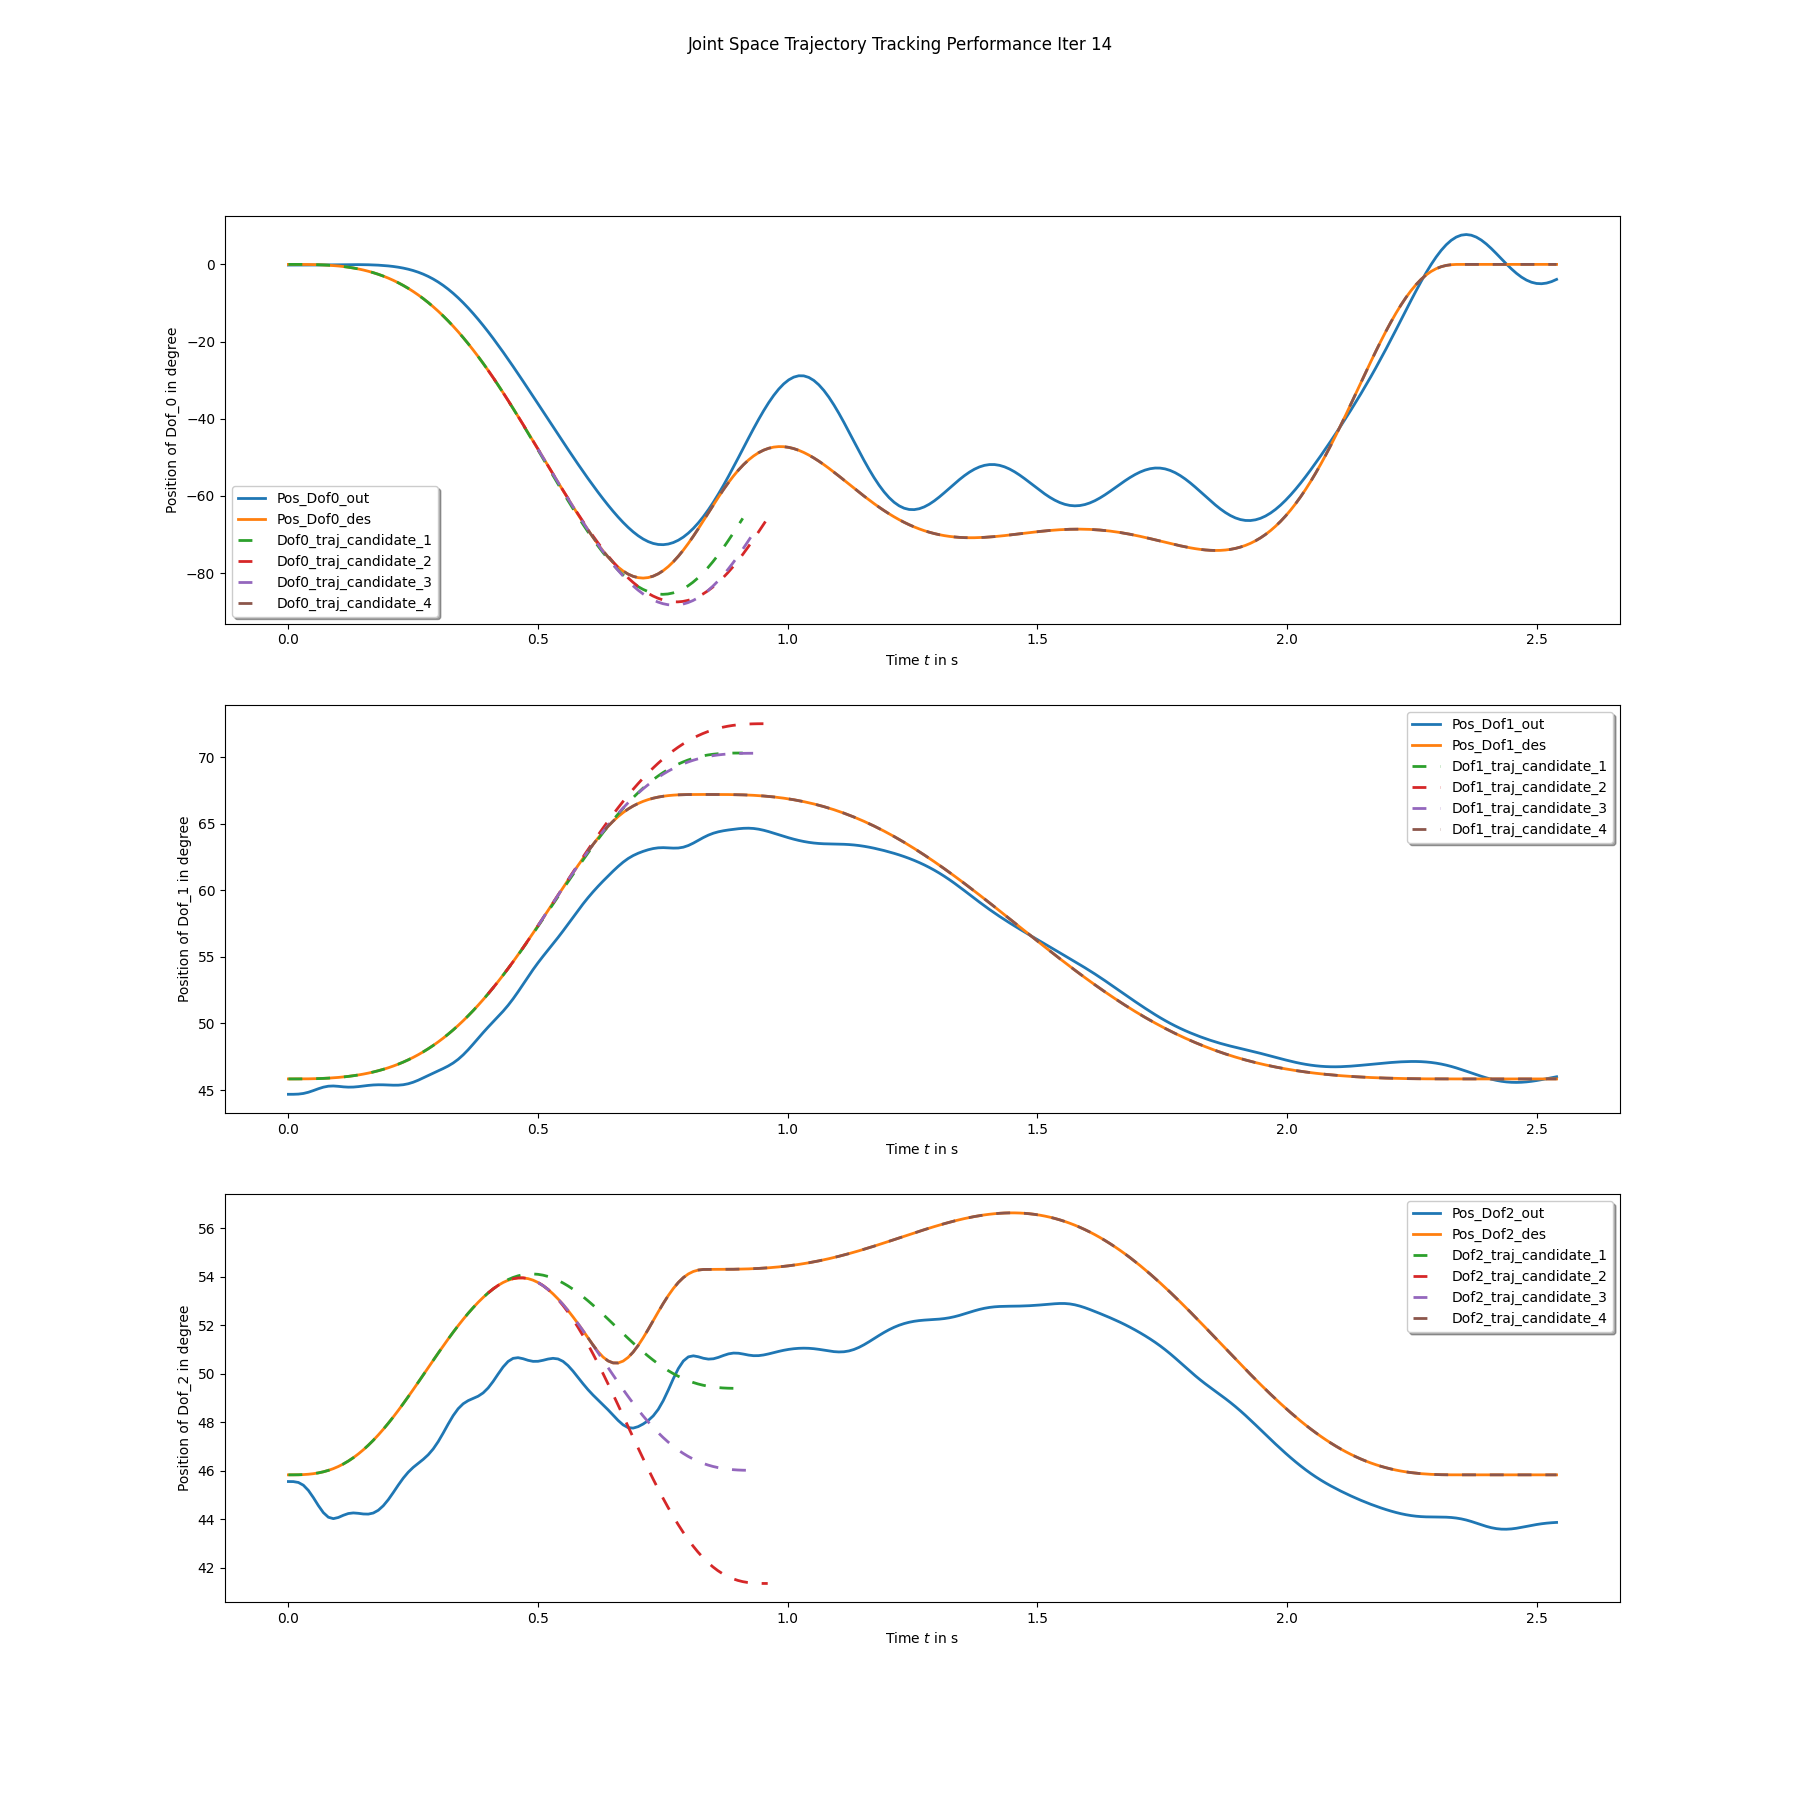 Joint Space Trajectory Tracking Performance Iter 14
0
−20
−40
−60
−80
Position of Dof_0 in degree
Pos_Dof0_out
Pos_Dof0_des
Dof0_traj_candidate_1
Dof0_traj_candidate_2
Dof0_traj_candidate_3
Dof0_traj_candidate_4
0.0 0.5 1.0 1.5 2.0 2.5
Time t in s
70
65
60
55
50
45
Position of Dof_1 in degree
Pos_Dof1_out
Pos_Dof1_des
Dof1_traj_candidate_1
Dof1_traj_candidate_2
Dof1_traj_candidate_3
Dof1_traj_candidate_4
0.0 0.5 1.0 1.5 2.0 2.5
Time t in s
56
54
52
50
48
46
44
42
Position of Dof_2 in degree
Pos_Dof2_out
Pos_Dof2_des
Dof2_traj_candidate_1
Dof2_traj_candidate_2
Dof2_traj_candidate_3
Dof2_traj_candidate_4
0.0 0.5 1.0 1.5 2.0 2.5
Time t in s